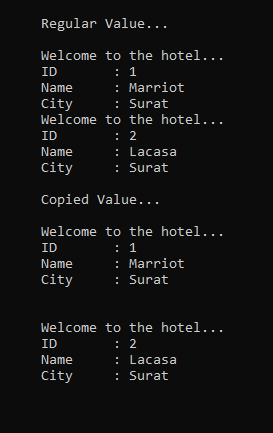 Regular Value...
Welcome to the hotel...
ID : 1
Name : Marriot
City : Surat
Welcome to the hotel...
ID : 2
Name : Lacasa
City : Surat
Copied Value...
Welcome to the hotel...
ID : 1
Name : Marriot
City : Surat
Welcome to the hotel...
ID : 2
Name : Lacasa
City : Surat